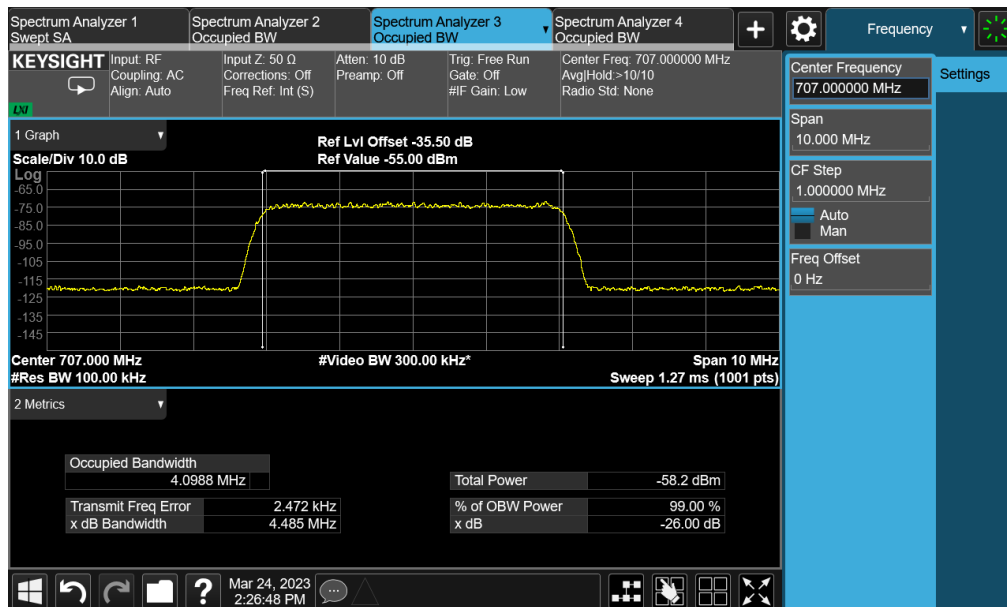 Spectrum Analyzer 1
Swept SA
Spectrum Analyzer 2
Occupied BW
Spectrum Analyzer 3
Occupied BW
Spectrum Analyzer 4
Occupied BW
Frequency
KEYSIGHT
LXI
Input: RF
Coupling: AC
Align: Auto
Input Z: 50 Ω
Corrections: Off
Freq Ref: Int (S)
Atten: 10 dB
Preamp: Off
Trig: Free Run
Gate: Off
#IF Gain: Low
Center Freq: 707.000000 MHz
Avg|Hold:>10/10
Radio Std: None
Center Frequency
707.000000 MHz
Settings
Span
10.000 MHz
CF Step
1.000000 MHz
Auto
Man
Freq Offset
0 Hz
1 Graph
Scale/Div 10.0 dB
Ref Lvl Offset -35.50 dB
Ref Value -55.00 dBm
Log
-65.0
-75.0
-85.0
-95.0
-105
-115
-125
-135
-145
Center 707.000 MHz
#Res BW 100.00 kHz
#Video BW 300.00 kHz*
Span 10 MHz
Sweep 1.27 ms (1001 pts)
2 Metrics
Occupied Bandwidth
4.0988 MHz
Total Power -58.2 dBm
Transmit Freq Error 2.472 kHz
% of OBW Power 99.00 %
x dB Bandwidth 4.485 MHz
x dB -26.00 dB
?
Mar 24, 2023
2:26:48 PM